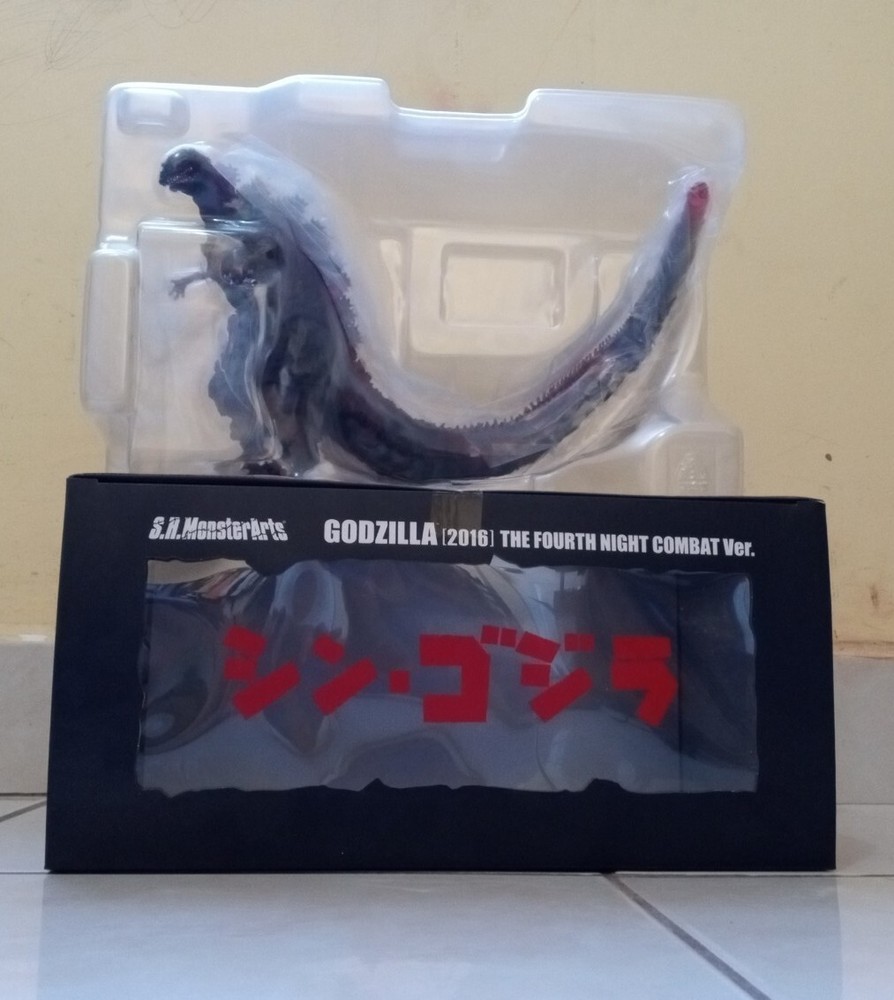 S.H.MonsterArts GODZILLA [2016] THE FOURTH NIGHT COMBAT Ver.
シン・ゴジラ